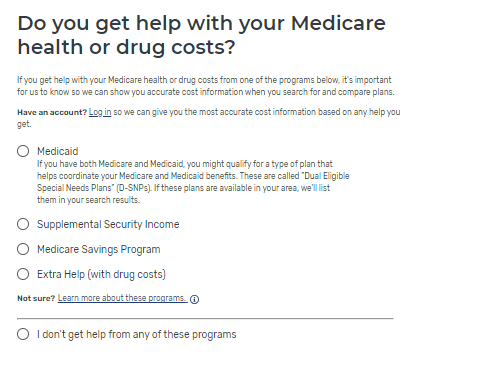 Do you get help with your Medicare
health or drug costs?
If you get help with your Medicare health or drug costs from one of the programs below, it's important
for us to know so we can show you accurate cost information when you search for and compare plans.
Have an account? Log in so we can give you the most accurate cost information based on any help you
get.
Medicaid
If you have both Medicare and Medicaid, you might qualify for a type of plan that
helps coordinate your Medicare and Medicaid benefits. These are called "Dual Eligible
Special Needs Plans" (D-SNPs). If these plans are available in your area, we'll list
them in your search results.
Supplemental Security Income
Medicare Savings Program
Extra Help (with drug costs)
Not sure? Learn more about these programs.
I don't get help from any of these programs